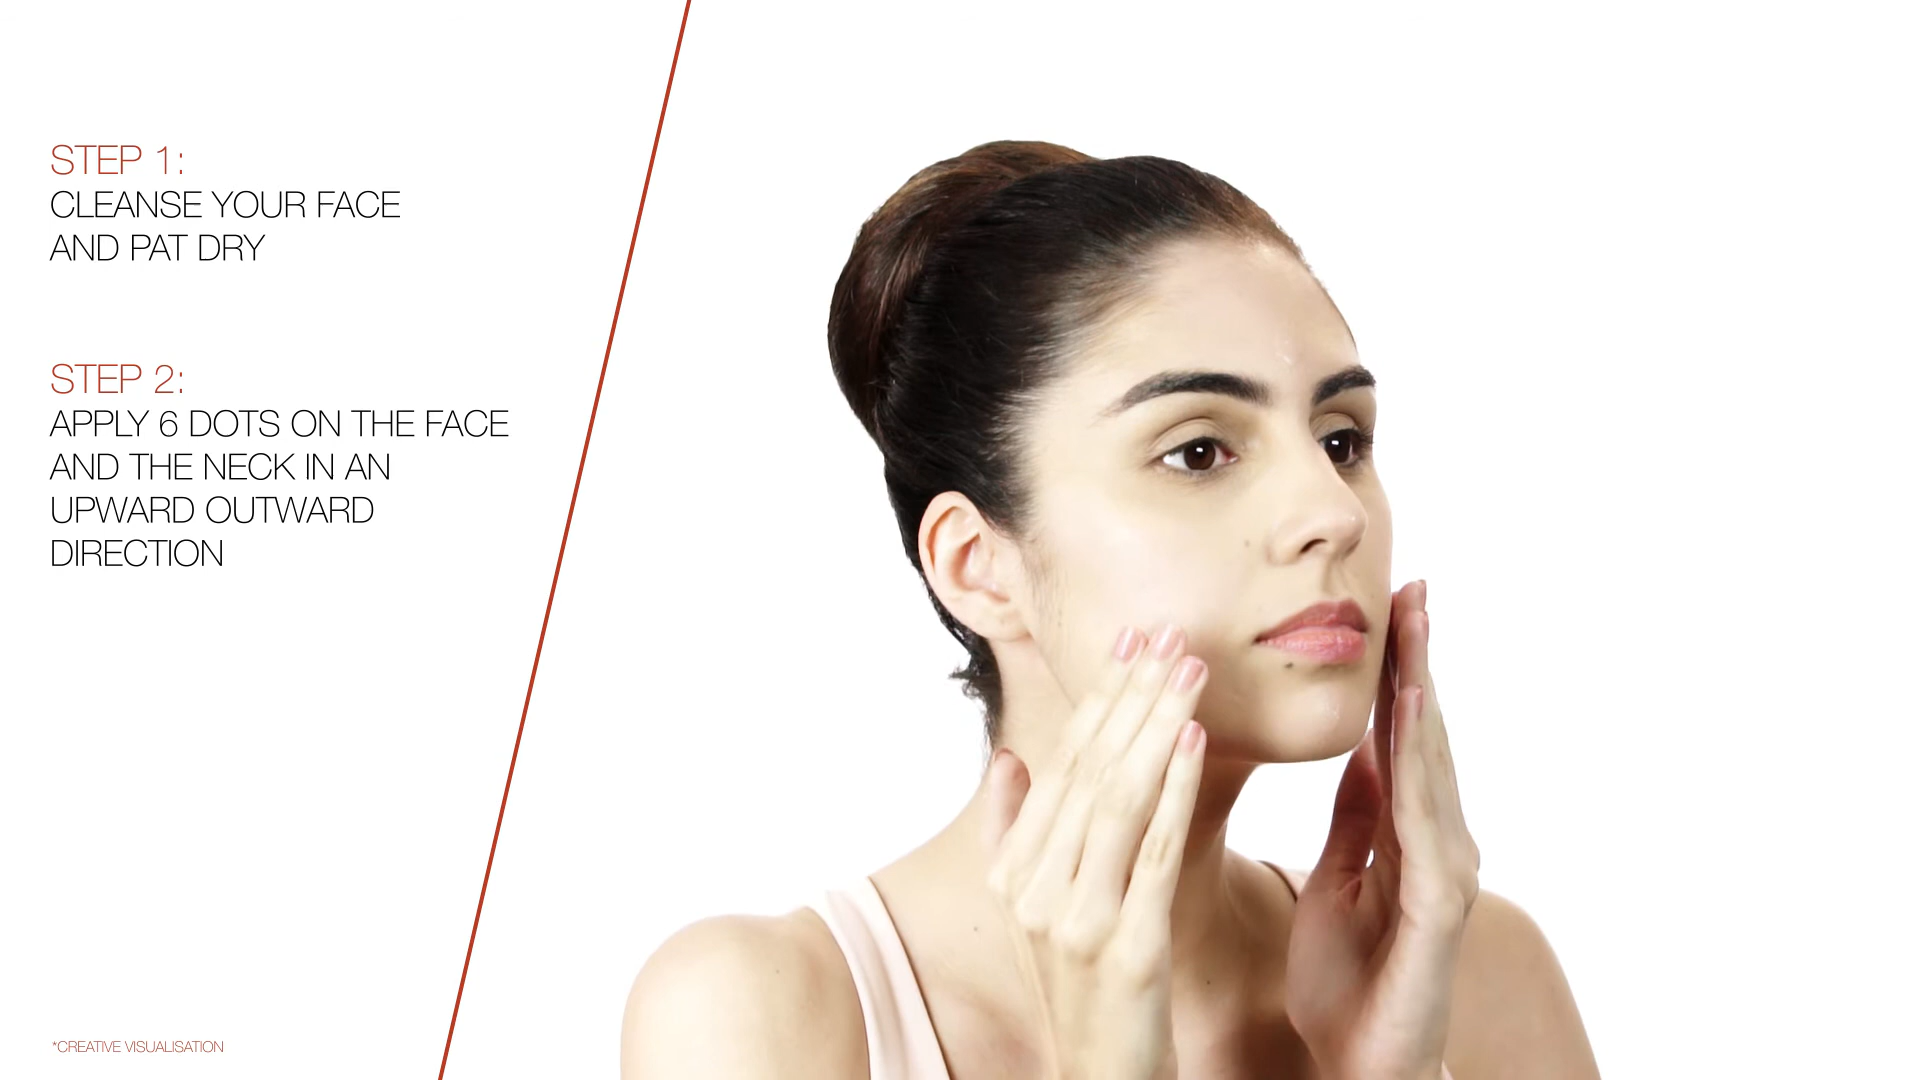 STEP 1:
CLEANSE YOUR FACE
AND PAT DRY
STEP 2:
APPLY 6 DOTS ON THE FACE
AND THE NECK IN AN
UPWARD OUTWARD
DIRECTION
*CREATIVE VISUALISATION